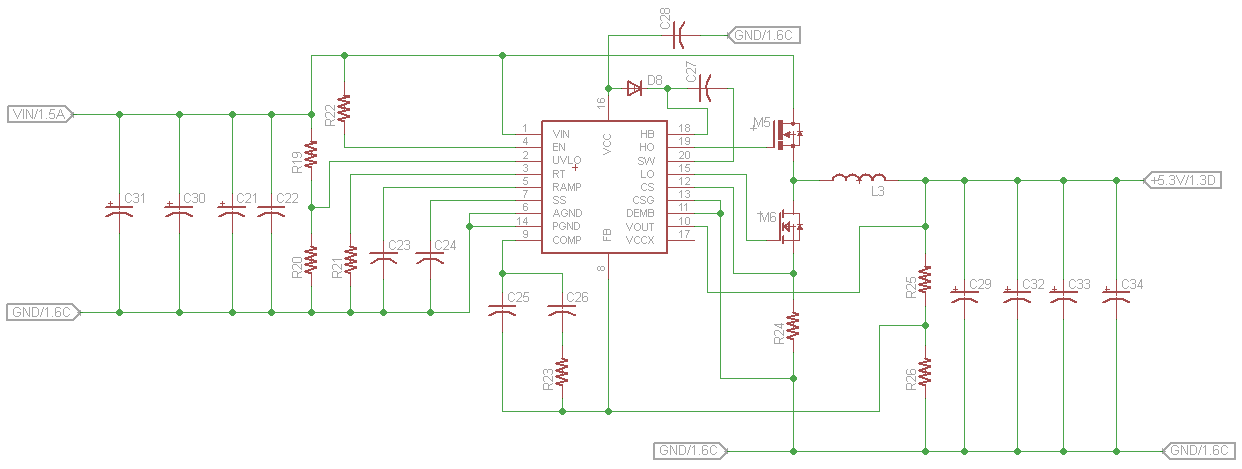 C28
GND/1.6C
D8
C27
VIN/1.5A
R22
16
VCC
M5
1 VIN HB 18
4 EN HO 19
2 UVLO SW 20
3 RT LO 15
5 RAMP CS 12
7 SS CSG 13
6 AGND DEMB 11
14 PGND VOUT 10
9 COMP VCCX 17
FB
8
R19
L3
+5.3V/1.3D
C31
C30
C21
C22
M6
R20
R21
C23
C24
C25
C26
R25
C29
C32
C33
C34
GND/1.6C
R24
R23
R26
GND/1.6C
GND/1.6C